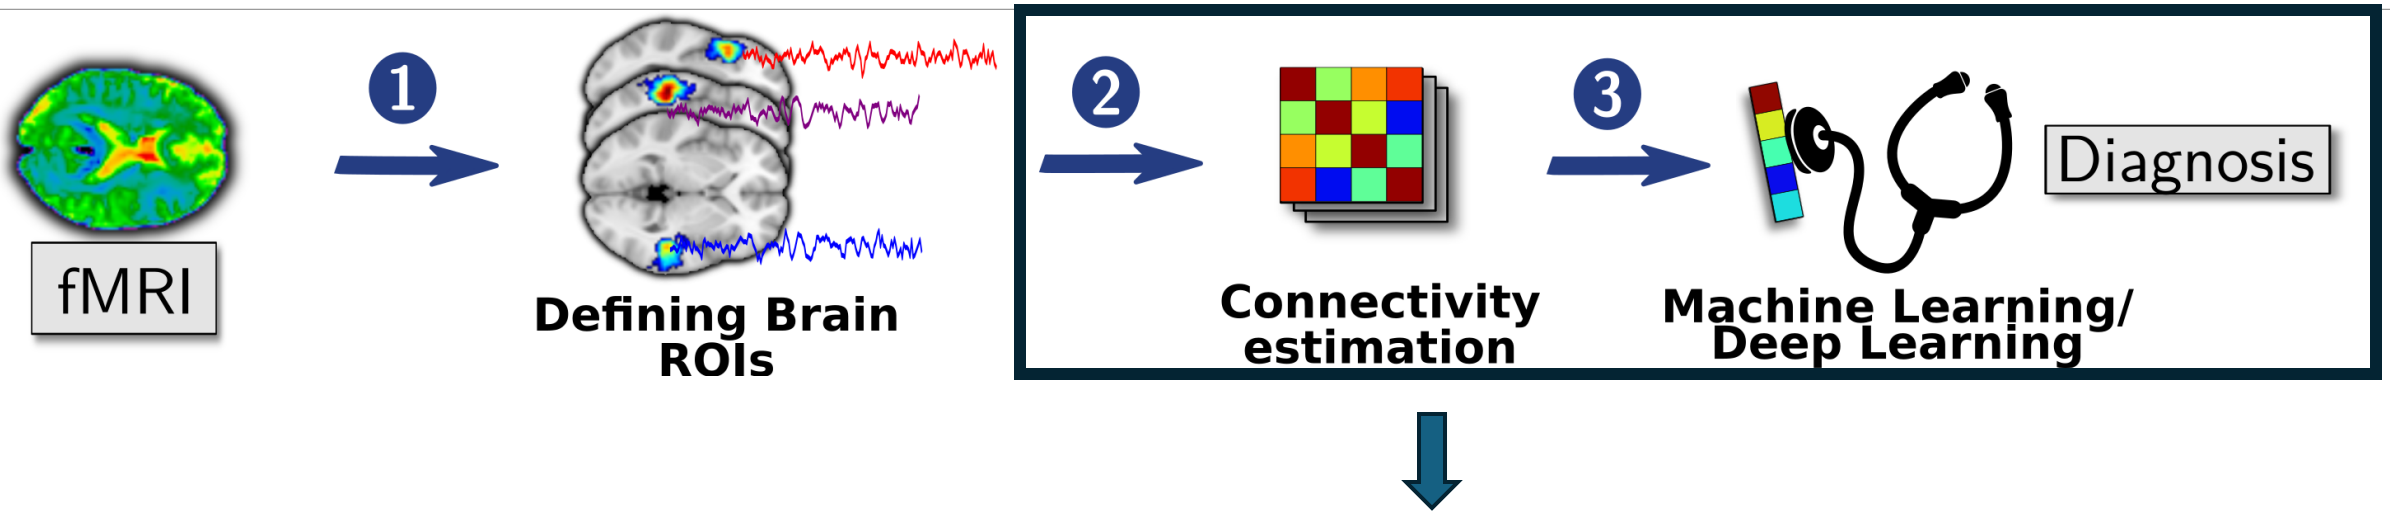 1
2
3
fMRI
Defining Brain
ROIs
Connectivity
estimation
Machine Learning/
Deep Learning
Diagnosis